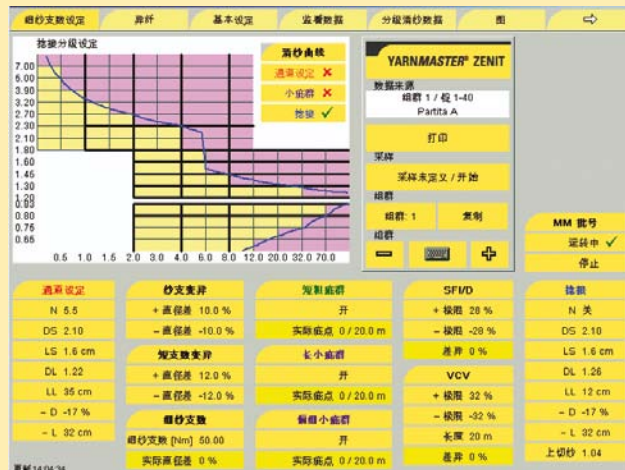 细纱支数设定
异纤
基本设定
监看数据
分级清纱数据
图
捻接分级设定
7.00
6.00
3.90
3.20
2.70
2.30
2.10
1.80
1.60
1.45
1.30
1.20
0.93
0.80
0.75
0.65
0.5 1.0 1.5 2.0 3.0 4.0 6.0 8.0 12.0 20.0 32.0 70.0
清纱曲线
通道设定
小疵群
捻接
YARNMASTER® ZENIT
数据来源
组群 1 / 锭 1-40
Partita A
打印
采样
采样未定义 / 开始
组群
组群: 1
复制
组群
MM 批号
运转中
停止
通道设定
N 5.5
DS 2.10
LS 1.6 cm
DL 1.22
LL 35 cm
- D -17 %
- L 32 cm
纱支变异
+ 直径差 10.0 %
- 直径差 -10.0 %
短支数变异
+ 直径差 12.0 %
- 直径差 -12.0 %
细纱支数
细纱支数 [Nm] 50.00
实际直径差 0 %
短粗疵群
开
实际疵点 0 / 20.0 m
长小疵群
开
实际疵点 0 / 20.0 m
偏细小疵群
开
实际疵点 0 / 20.0 m
SFI/D
+ 极限 28 %
- 极限 -28 %
差异 0 %
VCV
+ 极限 32 %
- 极限 -32 %
长度 20 m
差异 0 %
捻接
N 关
DS 2.10
LS 1.6 cm
DL 1.26
LL 12 cm
- D -17 %
- L 32 cm
上切纱 1.04